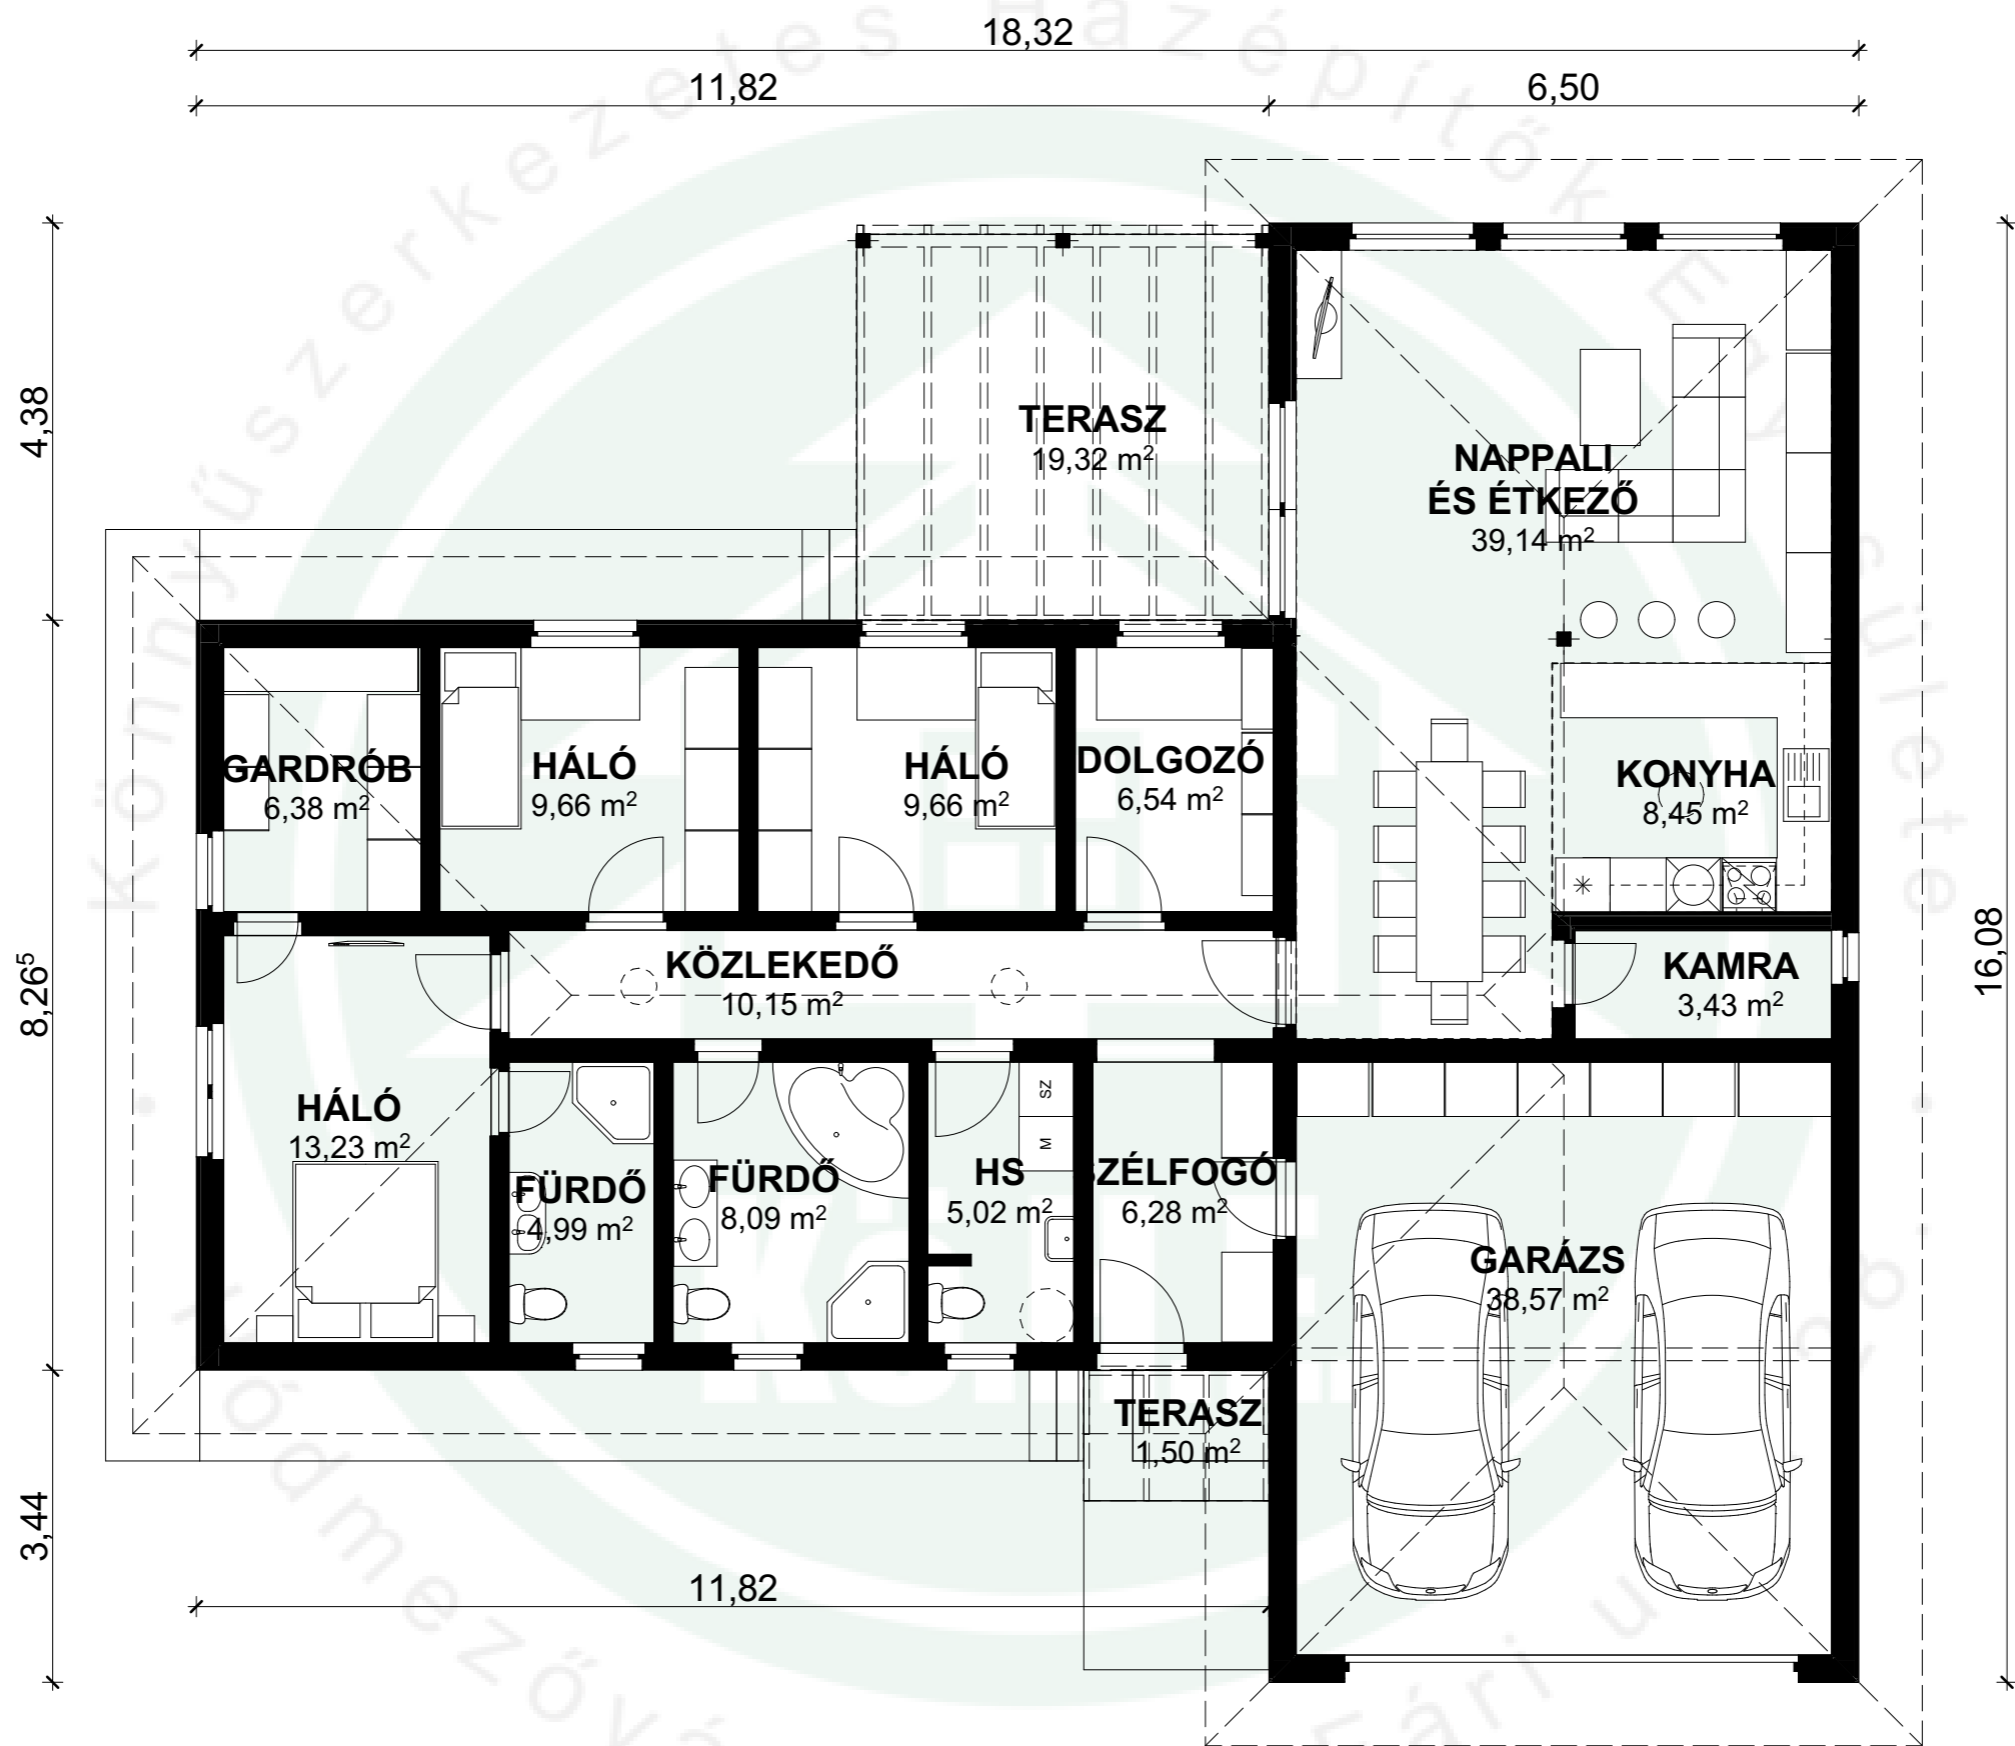 18,32
11,82
6,50
4,38
8,26⁵
3,44
16,08
11,82
TERASZ
19,32 m²
NAPPALI
ÉS ÉTKEZŐ
39,14 m²
GARDRÓB
6,38 m²
HÁLÓ
9,66 m²
HÁLÓ
9,66 m²
DOLGOZÓ
6,54 m²
KONYHA
8,45 m²
KÖZLEKEDŐ
10,15 m²
KAMRA
3,43 m²
HÁLÓ
13,23 m²
FÜRDŐ
4,99 m²
FÜRDŐ
8,09 m²
SZ
M
HS
5,02 m²
ZÉLFOGÓ
6,28 m²
GARÁZS
38,57 m²
TERASZ
1,50 m²
Könnyűszerkezetes Házépítők